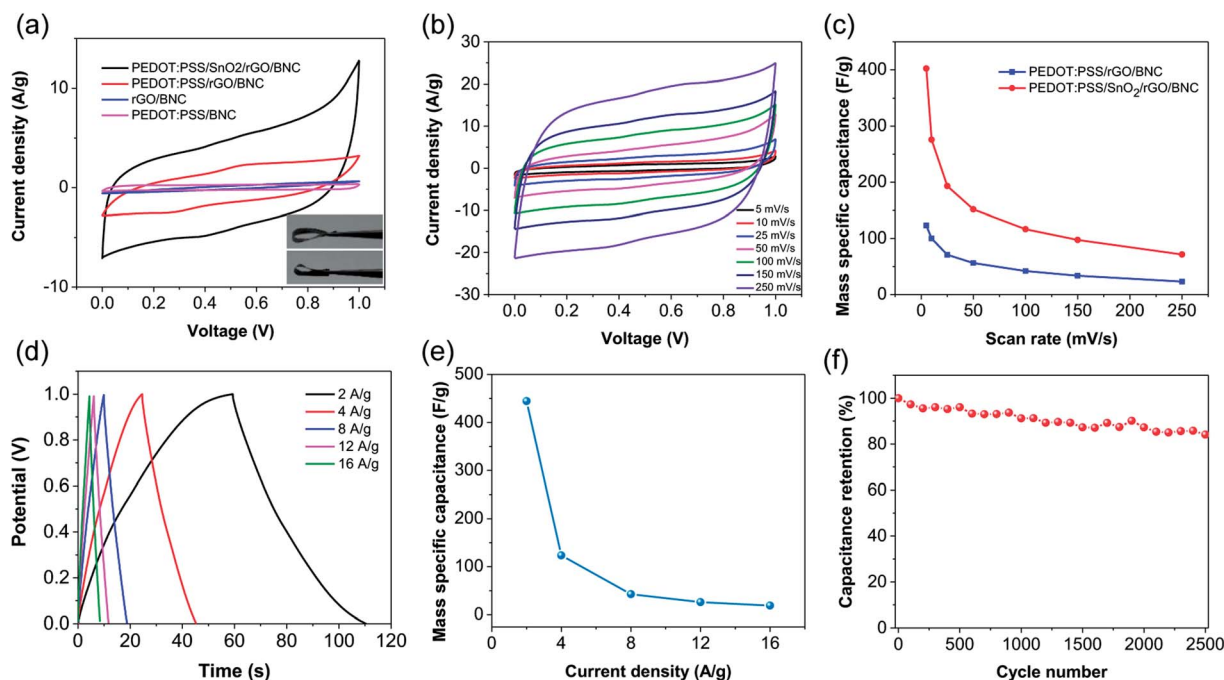 (a)
Current density (A/g)
10
0
-10
PEDOT:PSS/SnO2/rGO/BNC
PEDOT:PSS/rGO/BNC
rGO/BNC
PEDOT:PSS/BNC
0.0 0.2 0.4 0.6 0.8 1.0
Voltage (V)
(b)
Current density (A/g)
30
20
10
0
-10
-20
-30
5 mV/s
10 mV/s
25 mV/s
50 mV/s
100 mV/s
150 mV/s
250 mV/s
0.0 0.2 0.4 0.6 0.8 1.0
Voltage (V)
(c)
Mass specific capacitance (F/g)
400
300
200
100
0
PEDOT:PSS/rGO/BNC
PEDOT:PSS/SnO₂/rGO/BNC
0 50 100 150 200 250
Scan rate (mV/s)
(d)
Potential (V)
1.0
0.8
0.6
0.4
0.2
0.0
2 A/g
4 A/g
8 A/g
12 A/g
16 A/g
0 20 40 60 80 100 120
Time (s)
(e)
Mass specific capacitance (F/g)
500
400
300
200
100
0
0 4 8 12 16
Current density (A/g)
(f)
Capacitance retention (%)
100
80
60
40
20
0
0 500 1000 1500 2000 2500
Cycle number